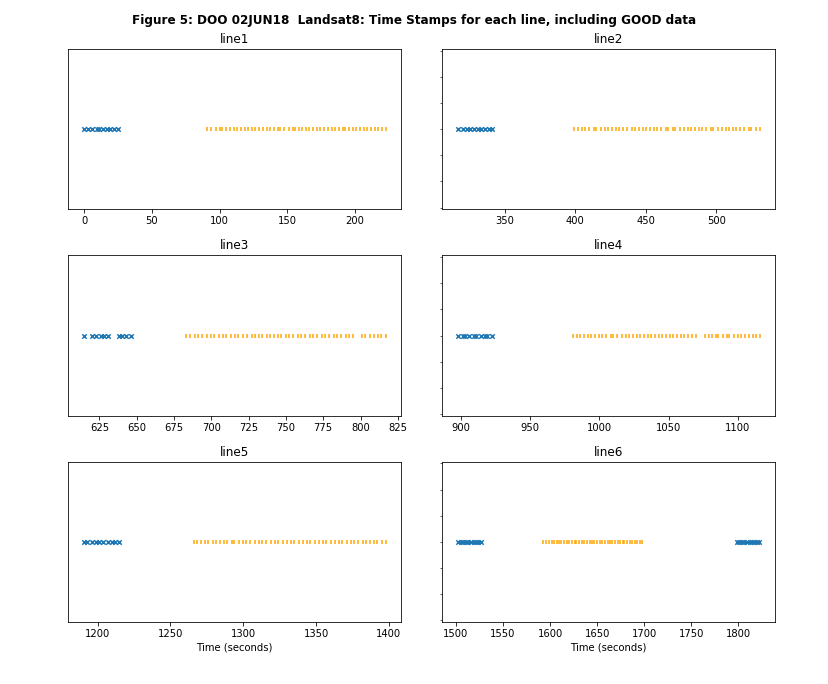 Figure 5: DOO 02JUN18  Landsat8: Time Stamps for each line, including GOOD data
line1
line2
0 50 100 150 200
350 400 450 500
line3
line4
625 650 675 700 725 750 775 800 825
900 950 1000 1050 1100
line5
line6
1200 1250 1300 1350 1400
1500 1550 1600 1650 1700 1750 1800
Time (seconds)
Time (seconds)